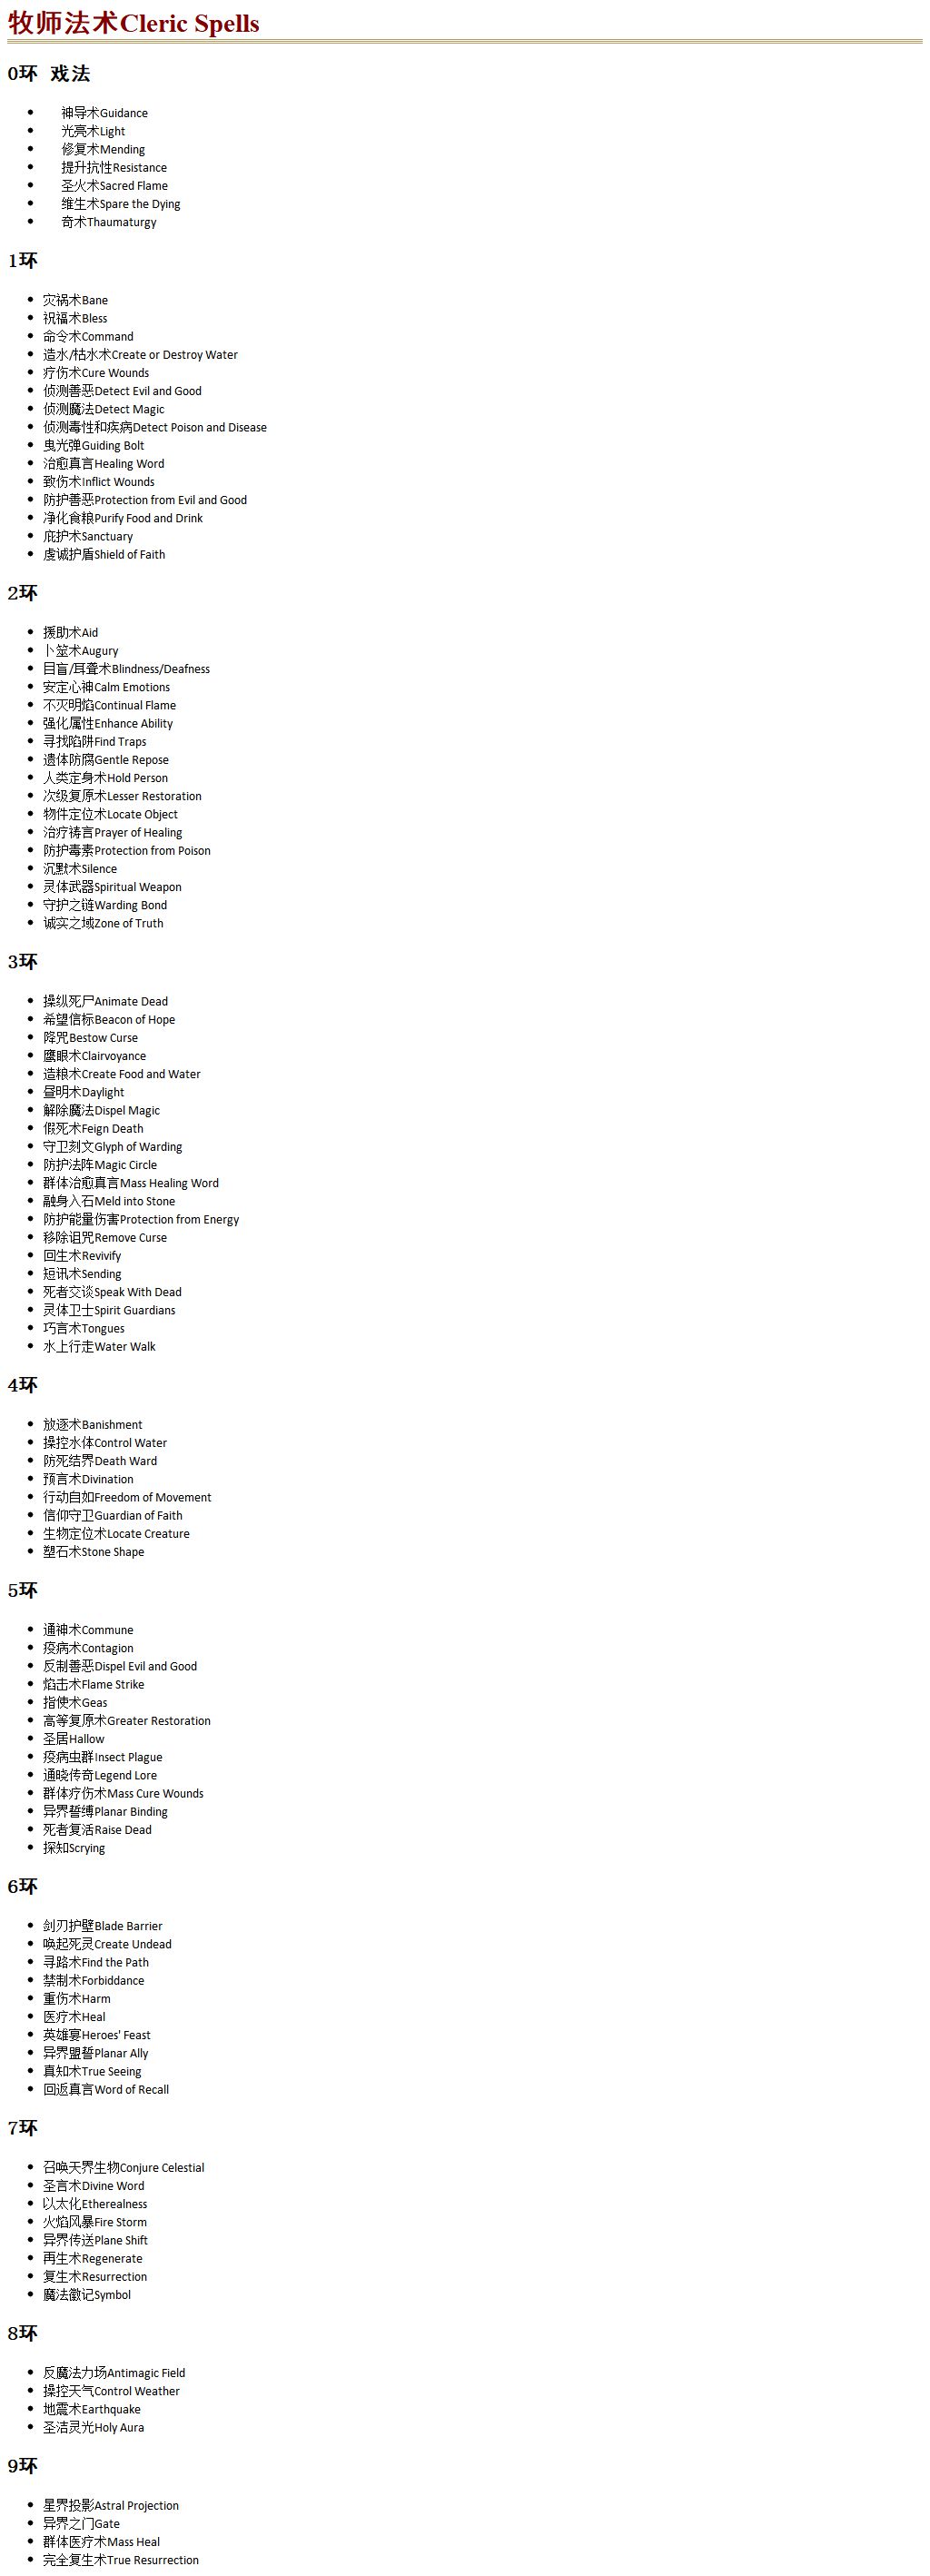 牧师法术Cleric Spells
0环 戏法
神导术Guidance
光亮术Light
修复术Mending
提升抗性Resistance
圣火术Sacred Flame
维生术Spare the Dying
奇术Thaumaturgy
1环
灾祸术Bane
祝福术Bless
命令术Command
造水/枯水术Create or Destroy Water
疗伤术Cure Wounds
侦测善恶Detect Evil and Good
侦测魔法Detect Magic
侦测毒性和疾病Detect Poison and Disease
曳光弹Guiding Bolt
治愈真言Healing Word
致伤术Inflict Wounds
防护善恶Protection from Evil and Good
净化食粮Purify Food and Drink
庇护术Sanctuary
虔诚护盾Shield of Faith
2环
援助术Aid
卜筮术Augury
目盲/耳聋术Blindness/Deafness
安定心神Calm Emotions
不灭明焰Continual Flame
强化属性Enhance Ability
寻找陷阱Find Traps
遗体防腐Gentle Repose
人类定身术Hold Person
次级复原术Lesser Restoration
物件定位术Locate Object
治疗祷言Prayer of Healing
防护毒素Protection from Poison
沉默术Silence
灵体武器Spiritual Weapon
守护之链Warding Bond
诚实之域Zone of Truth
3环
操纵死尸Animate Dead
希望信标Beacon of Hope
降咒Bestow Curse
鹰眼术Clairvoyance
造粮术Create Food and Water
昼明术Daylight
解除魔法Dispel Magic
假死术Feign Death
守卫刻文Glyph of Warding
防护法阵Magic Circle
群体治愈真言Mass Healing Word
融身入石Meld into Stone
防护能量伤害Protection from Energy
移除诅咒Remove Curse
回生术Revivify
短讯术Sending
死者交谈Speak With Dead
灵体卫士Spirit Guardians
巧言术Tongues
水上行走Water Walk
4环
放逐术Banishment
操控水体Control Water
防死结界Death Ward
预言术Divination
行动自如Freedom of Movement
信仰守卫Guardian of Faith
生物定位术Locate Creature
塑石术Stone Shape
5环
通神术Commune
疫病术Contagion
反制善恶Dispel Evil and Good
焰击术Flame Strike
指使术Geas
高等复原术Greater Restoration
圣居Hallow
疫病虫群Insect Plague
通晓传奇Legend Lore
群体疗伤术Mass Cure Wounds
异界誓缚Planar Binding
死者复活Raise Dead
探知Scrying
6环
剑刃护壁Blade Barrier
唤起死灵Create Undead
寻路术Find the Path
禁制术Forbiddance
重伤术Harm
医疗术Heal
英雄宴Heroes' Feast
异界盟誓Planar Ally
真知术True Seeing
回返真言Word of Recall
7环
召唤天界生物Conjure Celestial
圣言术Divine Word
以太化Etherealness
火焰风暴Fire Storm
异界传送Plane Shift
再生术Regenerate
复生术Resurrection
魔法徽记Symbol
8环
反魔法力场Antimagic Field
操控天气Control Weather
地震术Earthquake
圣洁灵光Holy Aura
9环
星界投影Astral Projection
异界之门Gate
群体医疗术Mass Heal
完全复生术True Resurrection